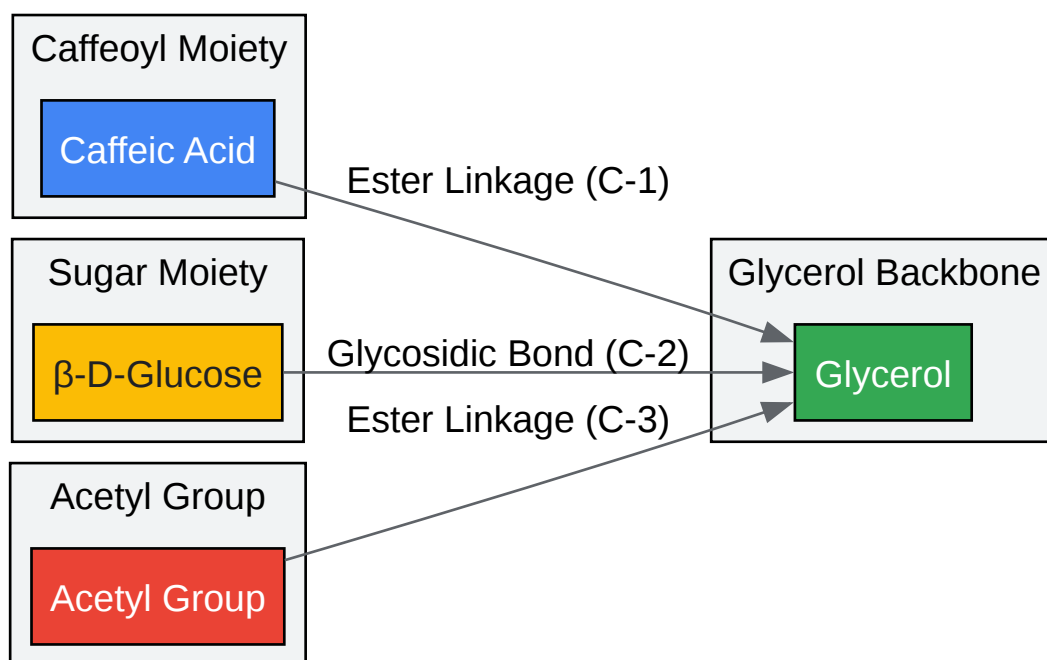 Caffeoyl Moiety
Caffeic Acid
Ester Linkage (C-1)
Sugar Moiety
β-D-Glucose
Glycosidic Bond (C-2)
Glycerol Backbone
Glycerol
Ester Linkage (C-3)
Acetyl Group
Acetyl Group